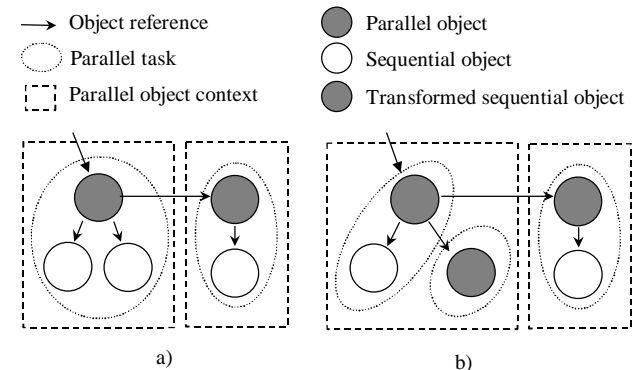 Object reference
Parallel task
Parallel object context
Parallel object
Sequential object
Transformed sequential object
a)
b)